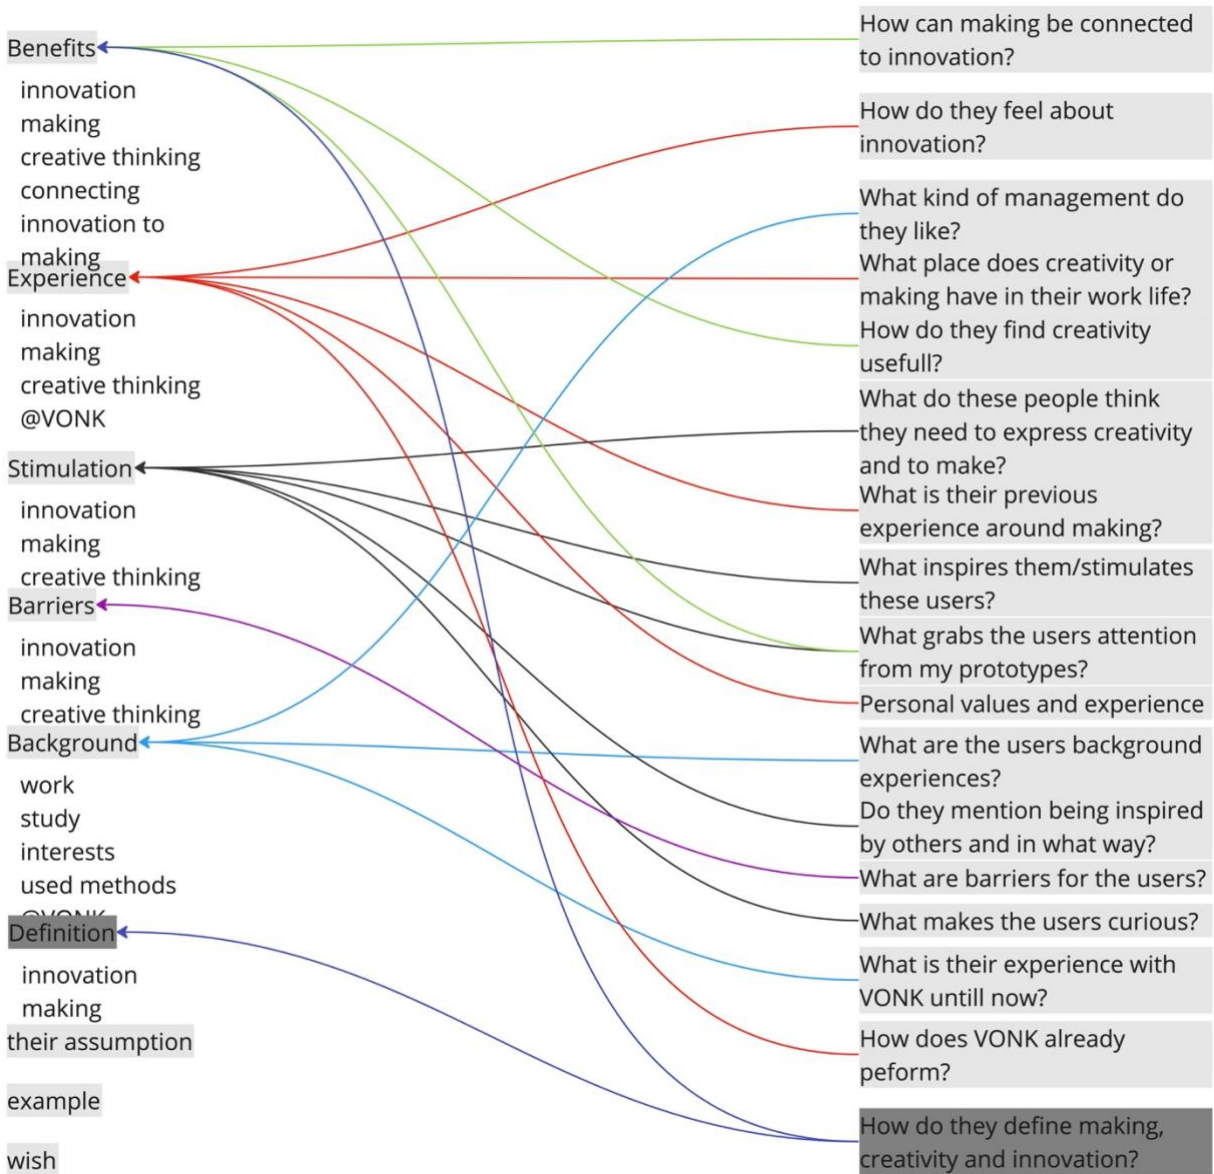 Benefits
innovation
making
creative thinking
connecting
innovation to
making
Experience
innovation
making
creative thinking
@VONK
Stimulation
innovation
making
creative thinking
Barriers
innovation
making
creative thinking
Background
work
study
interests
used methods
@VONK
Definition
innovation
making
their assumption
example
wish
How can making be connected
to innovation?
How do they feel about
innovation?
What kind of management do
they like?
What place does creativity or
making have in their work life?
How do they find creativity
usefull?
What do these people think
they need to express creativity
and to make?
What is their previous
experience around making?
What inspires them/stimulates
these users?
What grabs the users attention
from my prototypes?
Personal values and experience
What are the users background
experiences?
Do they mention being inspired
by others and in what way?
What are barriers for the users?
What makes the users curious?
What is their experience with
VONK untill now?
How does VONK already
peform?
How do they define making,
creativity and innovation?